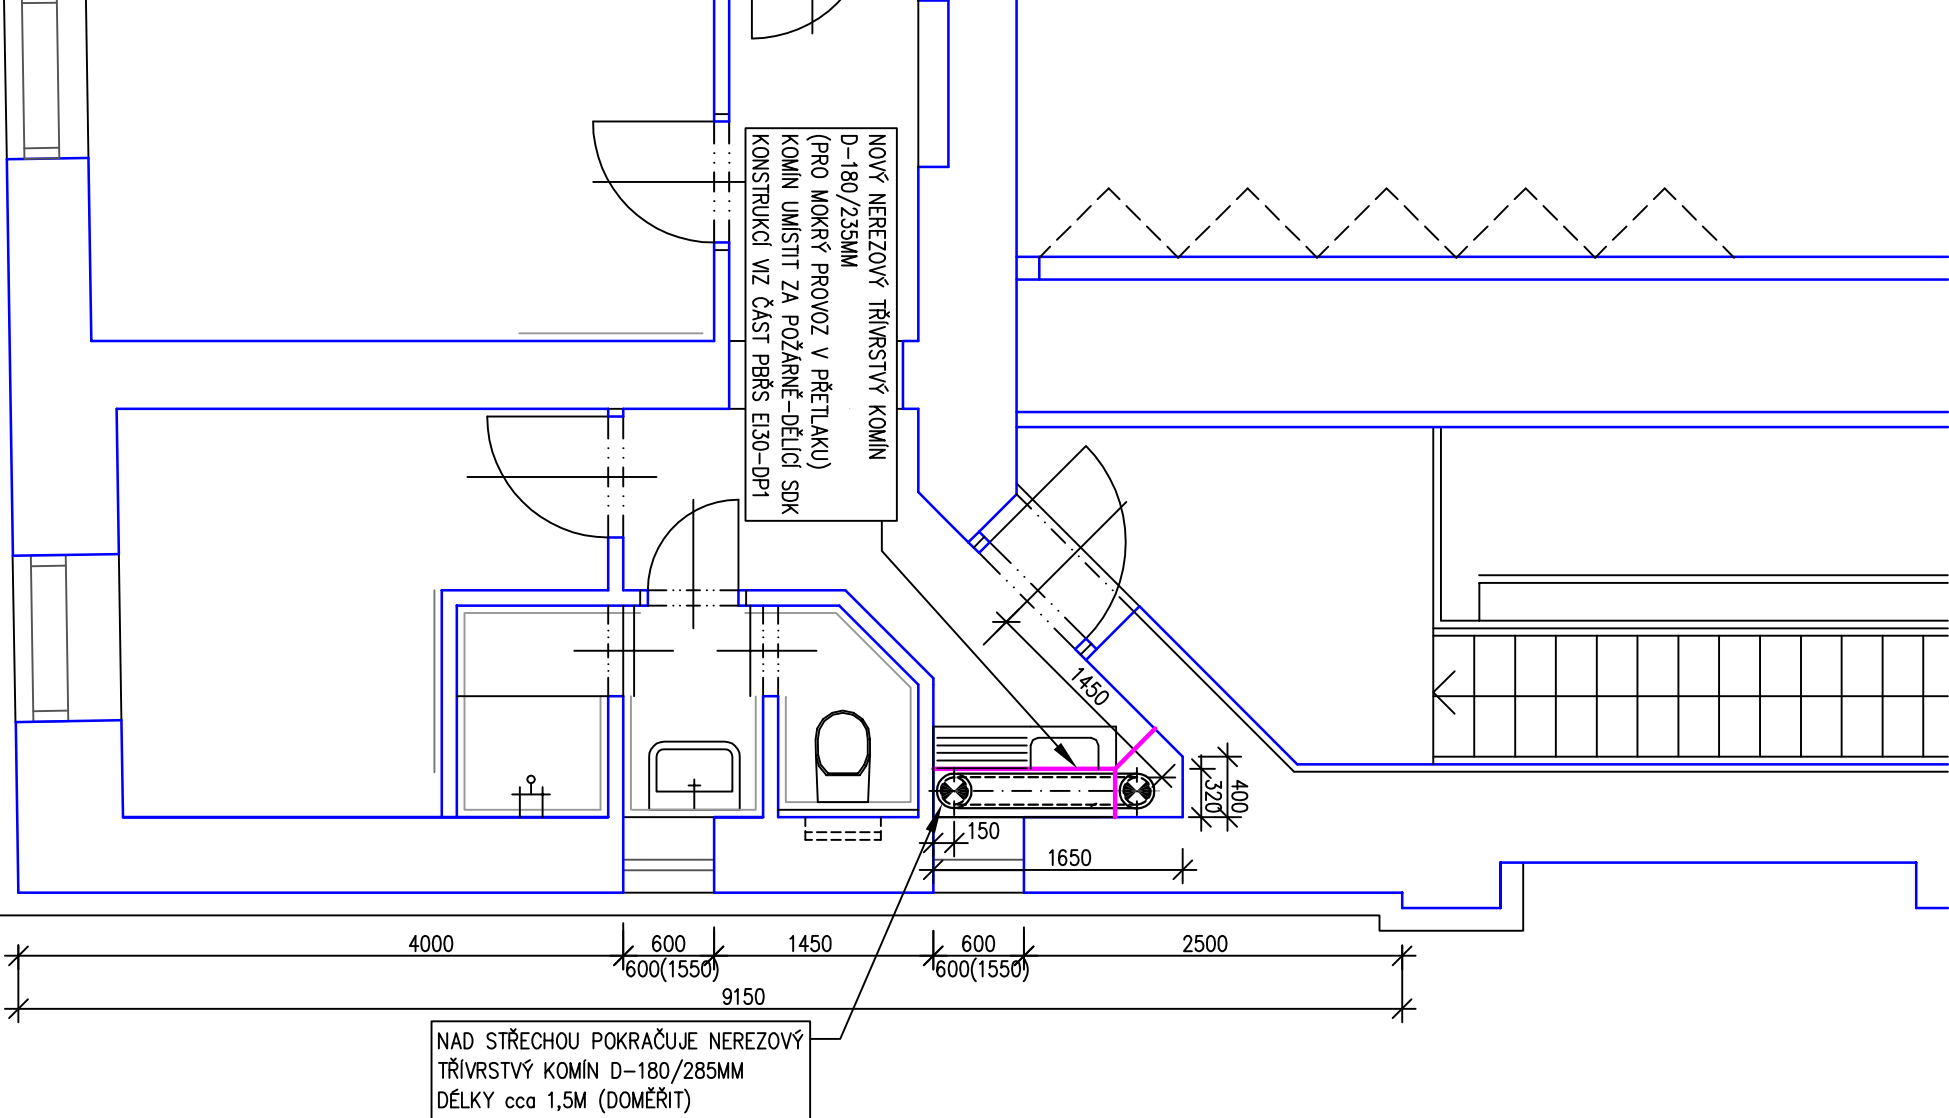 NOVÝ NEREZOVÝ TŘÍVRSTVÝ KOMÍN
D-180/235MM
(PRO MOKRÝ PROVOZ V PŘETLAKU)
KOMÍN UMÍSTIT ZA POŽÁRNĚ-DĚLÍCÍ SDK
KONSTRUKCÍ VIZ ČÁST PBŘS EI30-DP1
1450
400
320
150
1650
4000
600
1450
600
2500
600(1550)
600(1550)
9150
NAD STŘECHOU POKRAČUJE NEREZOVÝ
TŘÍVRSTVÝ KOMÍN D-180/285MM
DÉLKY cca 1,5M (DOMĚŘIT)